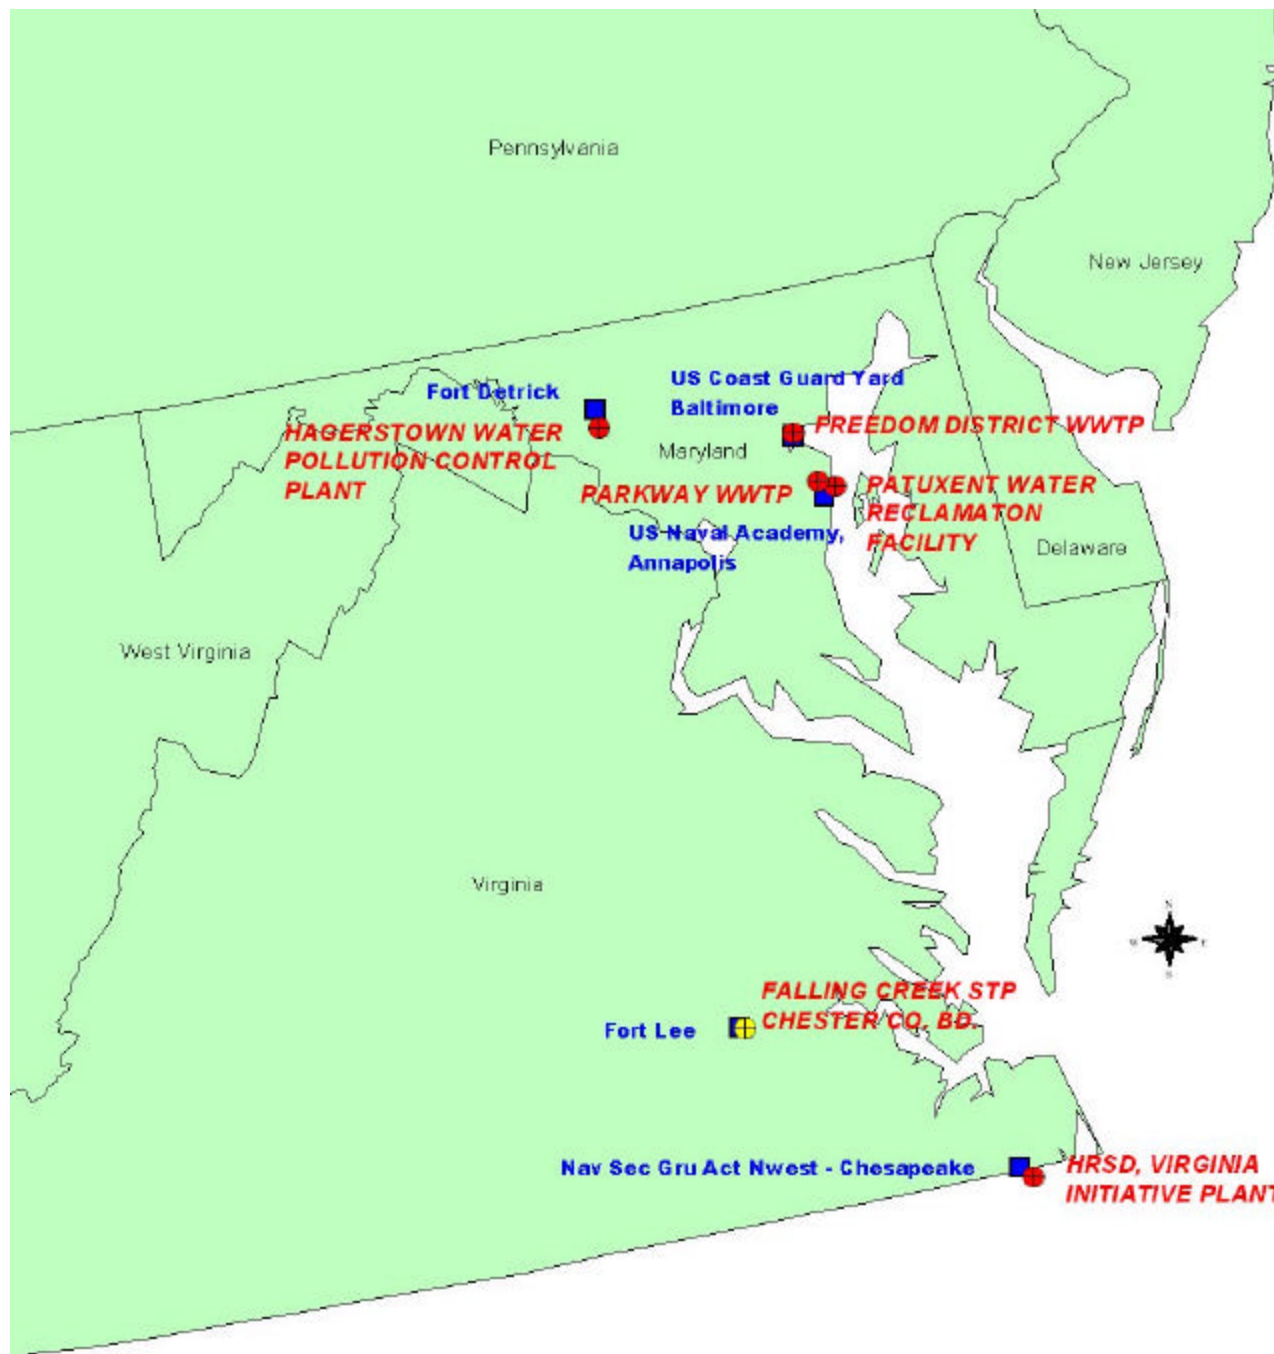 Pennsylvania
New Jersey
US Coast Guard Yard
Baltimore
Fort Detrick
FREEDOM DISTRICT WWTP
HAGERSTOWN WATER
POLLUTION CONTROL
PLANT
Maryland
PARKWAY WWTP
PATUXENT WATER
RECLAMATON
FACILITY
US Naval Academy,
Annapolis
Delaware
West Virginia
Virginia
N
W
E
S
FALLING CREEK STP
CHESTER CO. BD.
Fort Lee
Nav Sec Gru Act Nwest - Chesapeake
HRSD, VIRGINIA
INITIATIVE PLANT